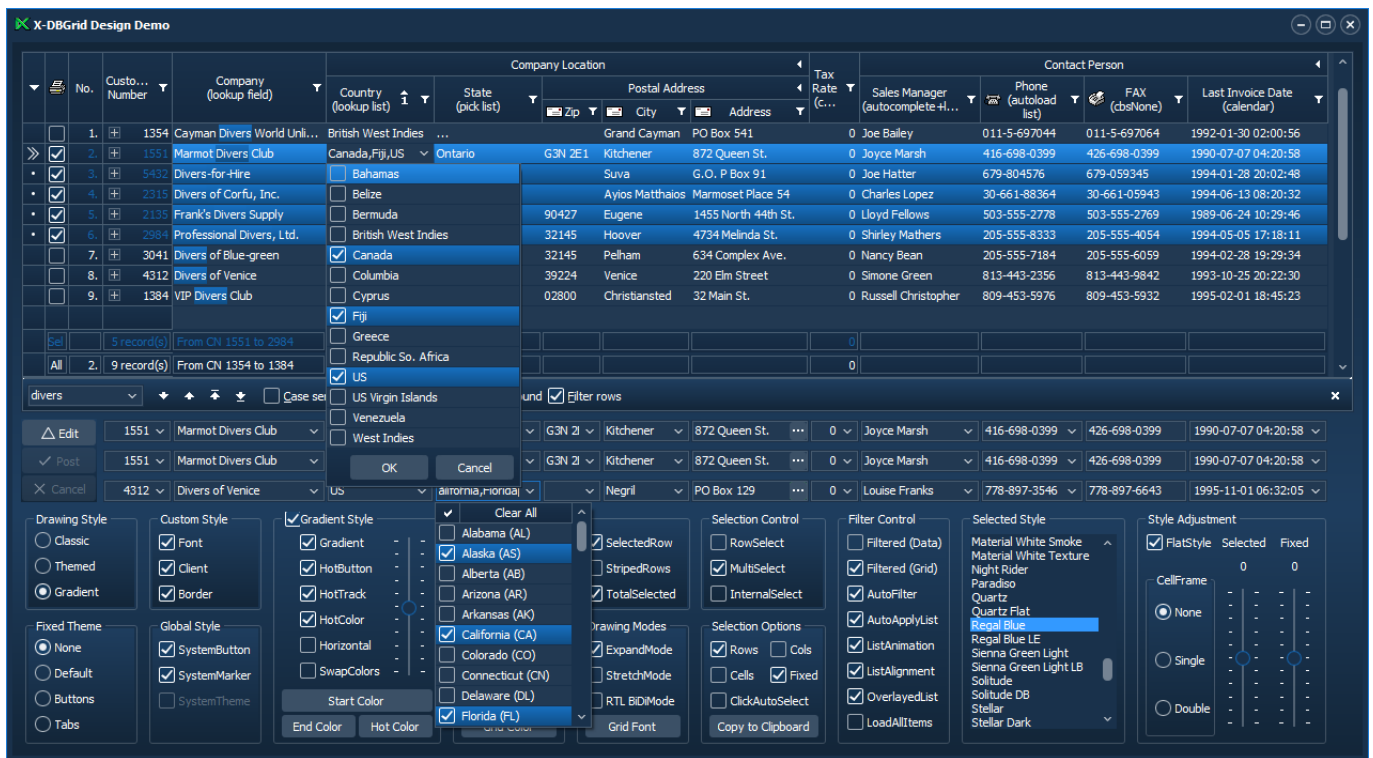 X-DBGrid Design Demo
Company Location
Contact Person
No.
Custo... Number
Company (lookup field)
Country (lookup list)
1
State (pick list)
Postal Address
Zip
City
Address
Tax Rate (c...
Sales Manager (autocomplete+l...
Phone (autoload list)
FAX (cbsNone)
Last Invoice Date (calendar)
1. 1354 Cayman Divers World Unli... British West Indies ... Grand Cayman PO Box 541 0 Joe Bailey 011-5-697044 011-5-697064 1992-01-30 02:00:56
2. 1551 Marmot Divers Club Canada,Fiji,US Ontario G3N 2E1 Kitchener 872 Queen St. 0 Joyce Marsh 416-698-0399 426-698-0399 1990-07-07 04:20:58
3. 5432 Divers-for-Hire Suva G.O. P Box 91 0 Joe Hatter 679-804576 679-059345 1994-01-28 20:02:48
4. 2315 Divers of Corfu, Inc. Ayios Matthaios Marmoset Place 54 0 Charles Lopez 30-661-88364 30-661-05943 1994-06-13 08:20:32
5. 2135 Frank's Divers Supply 90427 Eugene 1455 North 44th St. 0 Lloyd Fellows 503-555-2778 503-555-2769 1989-06-24 10:29:46
6. 2984 Professional Divers, Ltd. 32145 Hoover 4734 Melinda St. 0 Shirley Mathers 205-555-8333 205-555-4054 1994-05-05 17:18:11
7. 3041 Divers of Blue-green 32145 Pelham 634 Complex Ave. 0 Nancy Bean 205-555-7184 205-555-6059 1994-02-28 19:29:34
8. 4312 Divers of Venice 39224 Venice 220 Elm Street 0 Simone Green 813-443-2356 813-443-9842 1993-10-25 20:22:30
9. 1384 VIP Divers Club 02800 Christiansted 32 Main St. 0 Russell Christopher 809-453-5976 809-453-5932 1995-02-01 18:45:23
Sel 5 record(s) From CN 1551 to 2984 0
All 2. 9 record(s) From CN 1354 to 1384 0
Bahamas
Belize
Bermuda
British West Indies
Canada
Columbia
Cyprus
Fiji
Greece
Republic So. Africa
US
US Virgin Islands
Venezuela
West Indies
OK Cancel
divers Case se und Filter rows
Edit 1551 Marmot Divers Club G3N 2 Kitchener 872 Queen St. ... 0 Joyce Marsh 416-698-0399 426-698-0399 1990-07-07 04:20:58
Post 1551 Marmot Divers Club G3N 2 Kitchener 872 Queen St. ... 0 Joyce Marsh 416-698-0399 426-698-0399 1990-07-07 04:20:58
Cancel 4312 Divers of Venice US alifornia,Florida Negril PO Box 129 ... 0 Louise Franks 778-897-3546 778-897-6643 1995-11-01 06:32:05
Clear All
Alabama (AL)
Alaska (AS)
Alberta (AB)
Arizona (AR)
Arkansas (AK)
California (CA)
Colorado (CO)
Connecticut (CN)
Delaware (DL)
Florida (FL)
Drawing Style
Classic
Themed
Gradient
Fixed Theme
None
Default
Buttons
Tabs
Custom Style
Font
Client
Border
Global Style
SystemButton
SystemMarker
SystemTheme
Gradient Style
Gradient
HotButton
HotTrack
HotColor
Horizontal
SwapColors
Start Color
End Color Hot Color
Grid Color
SelectedRow
StripedRows
TotalSelected
Drawing Modes
ExpandMode
StretchMode
RTL BiDiMode
Grid Font
Selection Control
RowSelect
MultiSelect
InternalSelect
Selection Options
Rows Cols
Cells Fixed
ClickAutoSelect
Copy to Clipboard
Filter Control
Filtered (Data)
Filtered (Grid)
AutoFilter
AutoApplyList
ListAnimation
ListAlignment
OverlayedList
LoadAllItems
Selected Style
Material White Smoke
Material White Texture
Night Rider
Paradiso
Quartz
Quartz Flat
Regal Blue
Regal Blue LE
Sienna Green Light
Sienna Green Light LB
Solitude
Solitude DB
Stellar
Stellar Dark
Style Adjustment
FlatStyle Selected Fixed
0 0
CellFrame
None
Single
Double